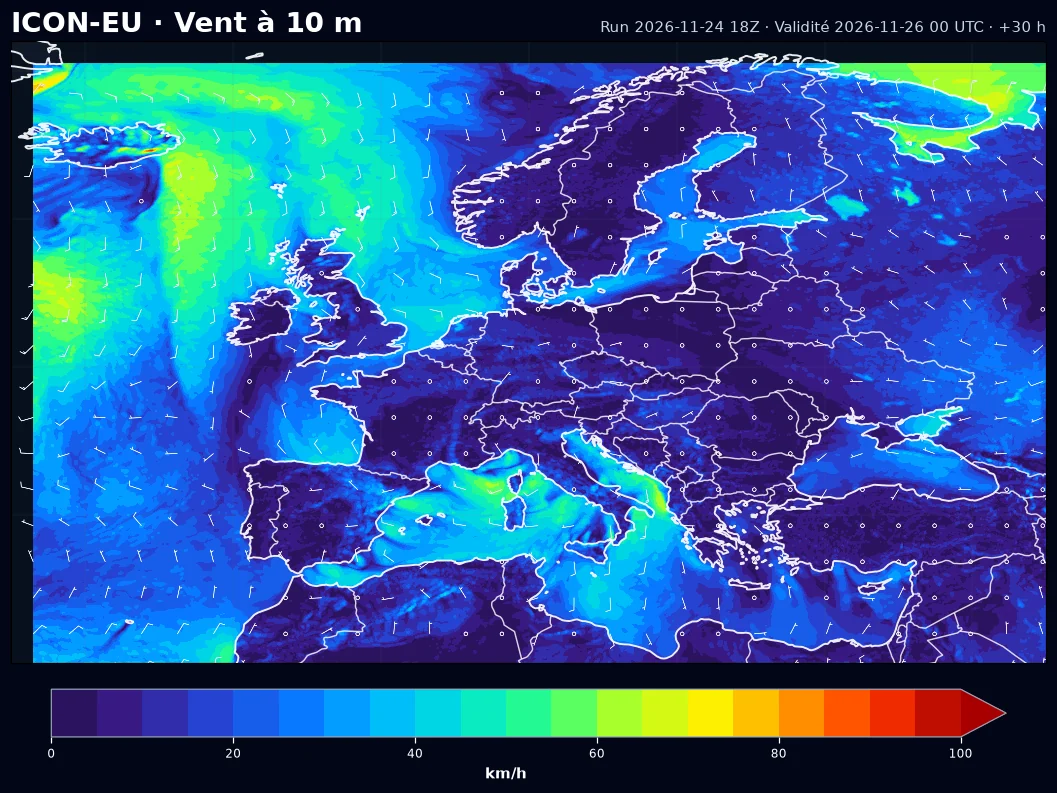 ICON-EU · Vent à 10 m
Run 2026-11-24 18Z · Validité 2026-11-26 00 UTC · +30 h
0 20 40 60 80 100
km/h